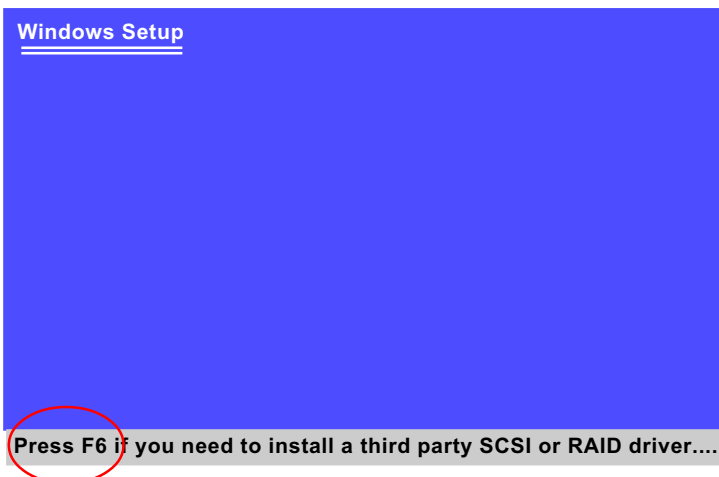 Windows Setup
Press F6 if you need to install a third party SCSI or RAID driver....